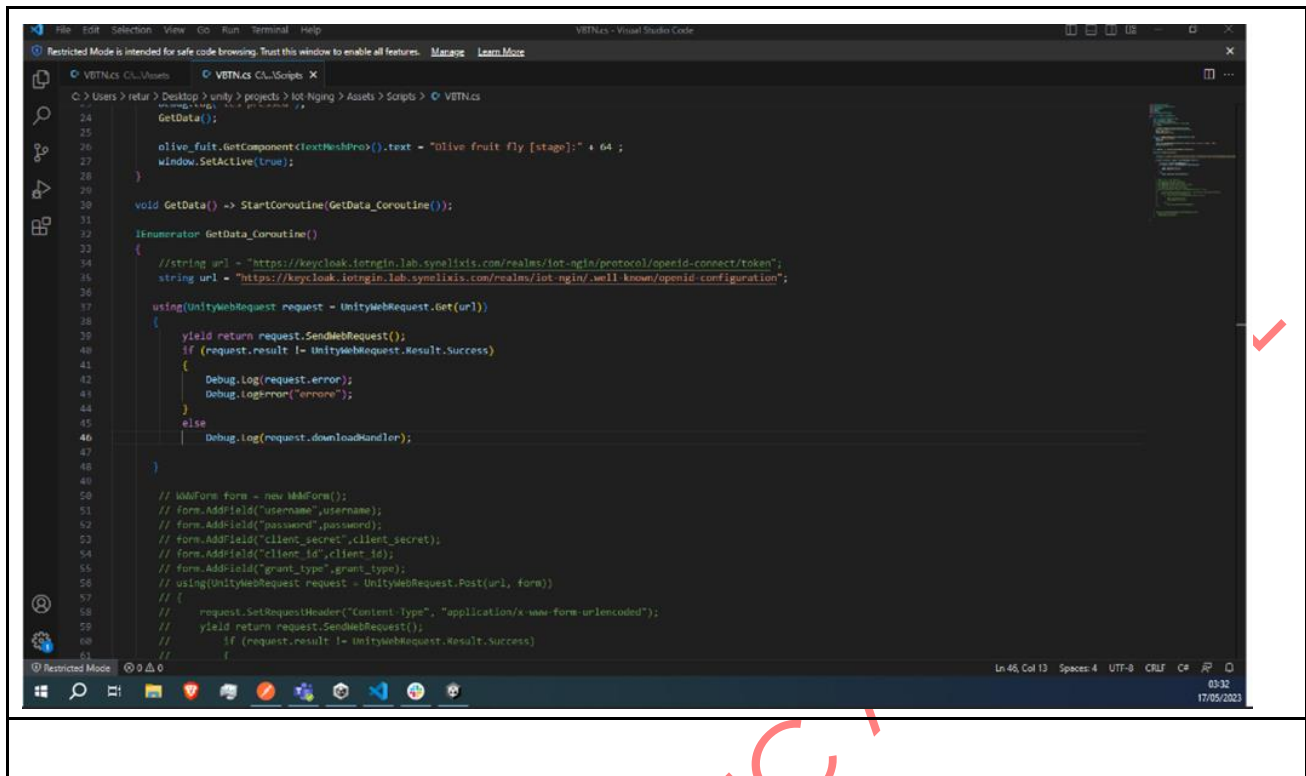 File Edit Selection View Go Run Terminal Help
VBTN.cs - Visual Studio Code
Restricted Mode is intended for safe code browsing. Trust this window to enable all features. Manage Learn More
VBTN.cs C:\...\Assets VBTN.cs C:\...\Scripts
C: > Users > retur > Desktop > unity > projects > Iot-Nging > Assets > Scripts > VBTN.cs
24 GetData();
25
26 olive_fuit.GetComponent<TextMeshPro>().text = "Olive fruit fly [stage]:" + 64 ;
27 window.SetActive(true);
28 }
29
30 void GetData() => StartCoroutine(GetData_Coroutine());
31
32 IEnumerator GetData_Coroutine()
33 {
34 //string url = "https://keycloak.iotngin.lab.synelixis.com/realms/iot-ngin/protocol/openid-connect/token";
35 string url = "https://keycloak.iotngin.lab.synelixis.com/realms/iot-ngin/.well-known/openid-configuration";
36
37 using(UnityWebRequest request = UnityWebRequest.Get(url))
38 {
39 yield return request.SendWebRequest();
40 if (request.result != UnityWebRequest.Result.Success)
41 {
42 Debug.Log(request.error);
43 Debug.LogError("errore");
44 }
45 else
46 Debug.Log(request.downloadHandler);
47
48 }
49
50 // WWWForm form = new WWWForm();
51 // form.AddField("username",username);
52 // form.AddField("password",password);
53 // form.AddField("client_secret",client_secret);
54 // form.AddField("client_id",client_id);
55 // form.AddField("grant_type",grant_type);
56 // using(UnityWebRequest request = UnityWebRequest.Post(url, form))
57 // {
58 // request.SetRequestHeader("Content-Type", "application/x-www-form-urlencoded");
59 // yield return request.SendWebRequest();
60 // if (request.result != UnityWebRequest.Result.Success)
61 // {
Restricted Mode 0 0 Ln 46, Col 13 Spaces: 4 UTF-8 CRLF C#
03:32
17/05/2023